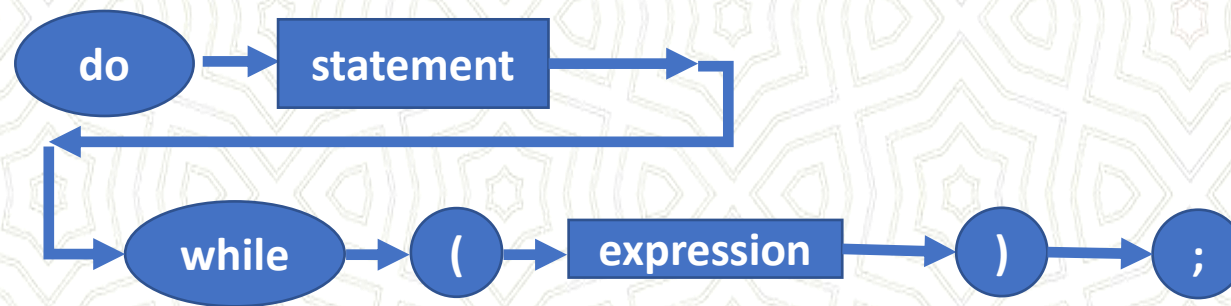 do statement
while ( expression ) ;